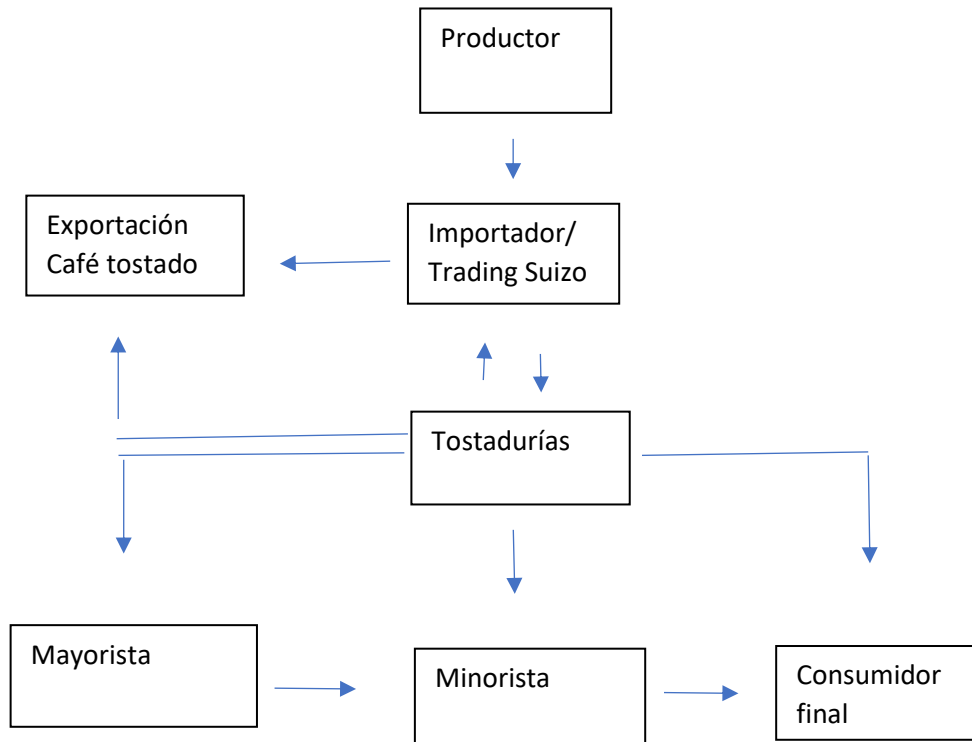 Productor
Exportación
Café tostado
Importador/
Trading Suizo
Tostadurías
Mayorista
Minorista
Consumidor
final